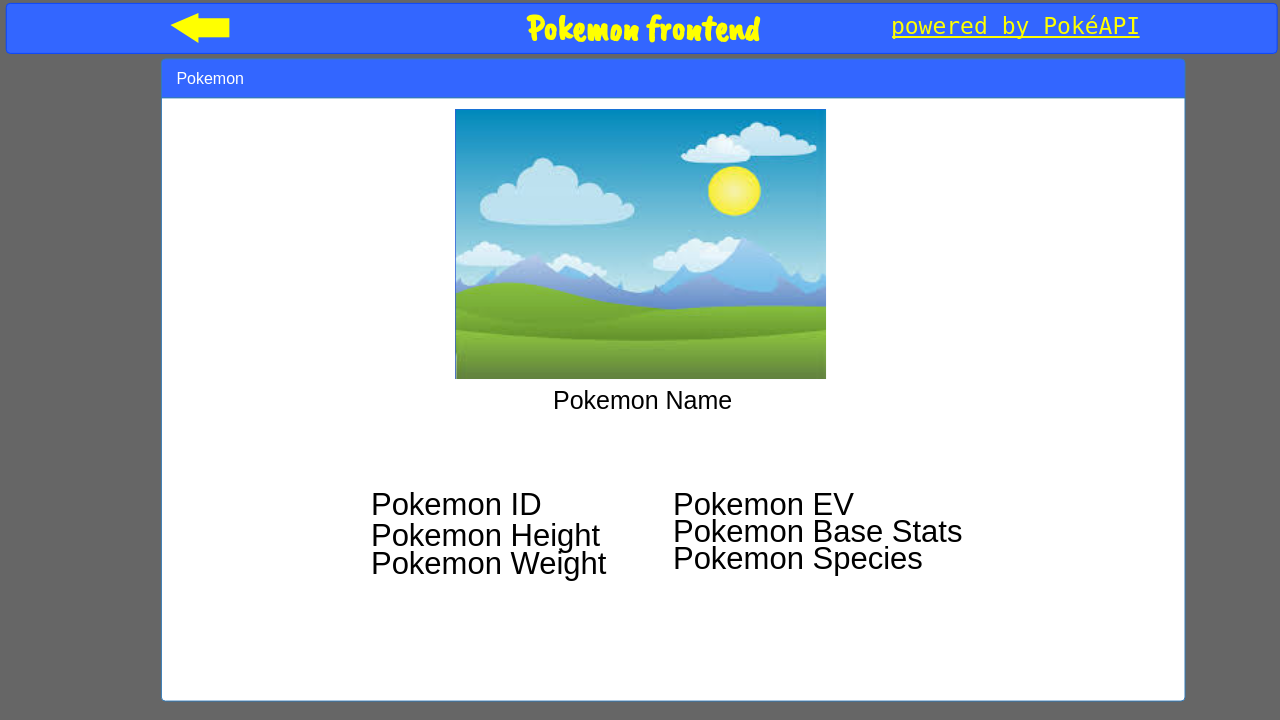 Pokemon frontend
powered by PokéAPI
Pokemon
Pokemon Name
Pokemon ID
Pokemon Height
Pokemon Weight
Pokemon EV
Pokemon Base Stats
Pokemon Species